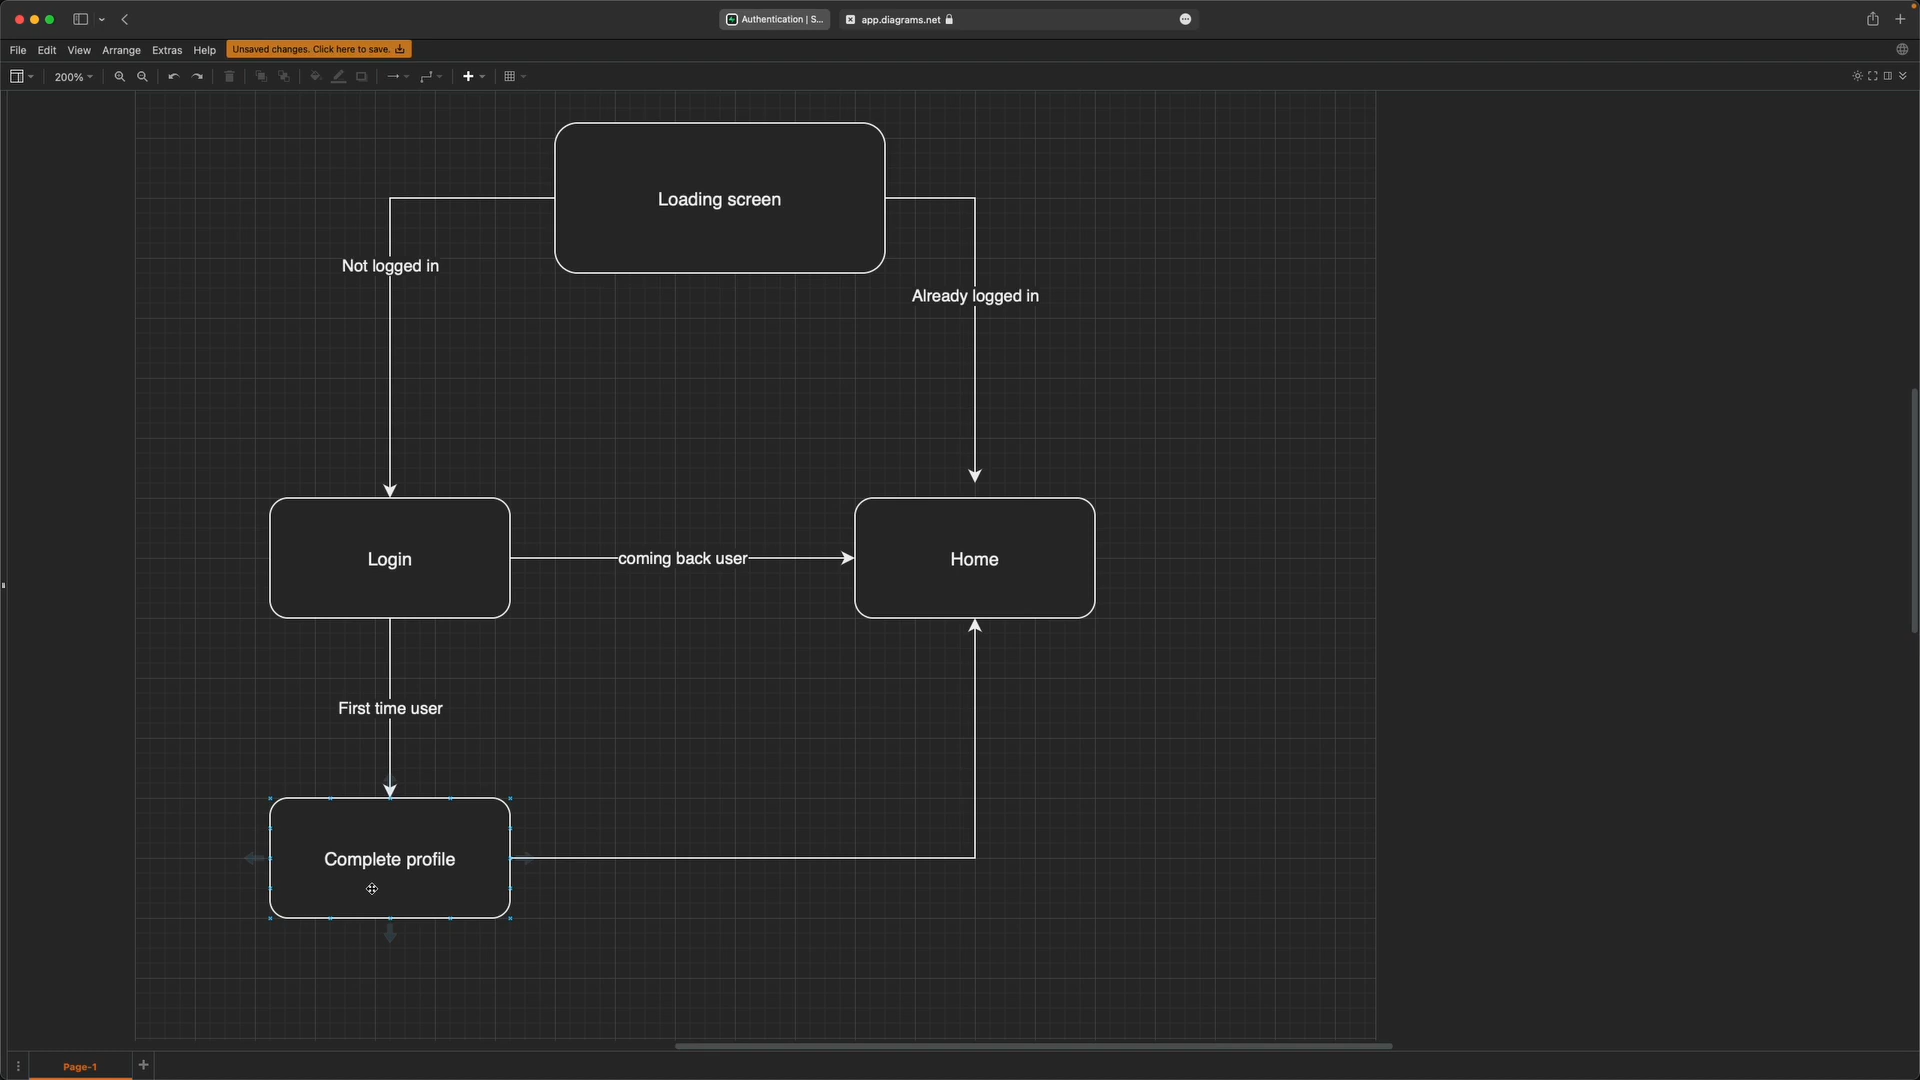 Authentication | S...
app.diagrams.net
File Edit View Arrange Extras Help Unsaved changes. Click here to save.
200%
Loading screen
Not logged in
Already logged in
Login
coming back user
Home
First time user
Complete profile
Page-1